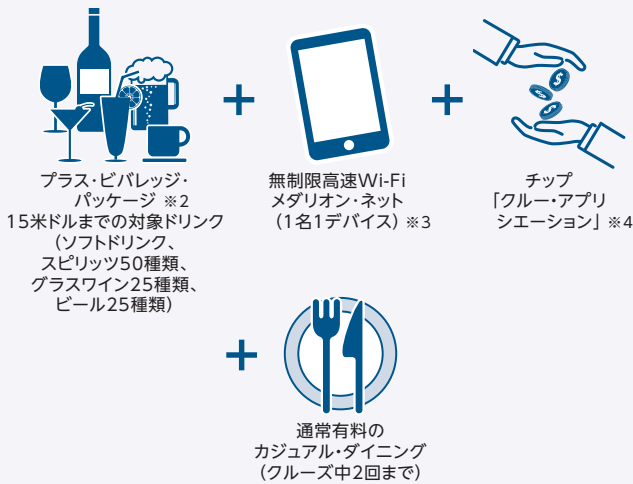 プラス・ビバレッジ・
パッケージ ※2
15米ドルまでの対象ドリンク
(ソフトドリンク、
スピリッツ50種類、
グラスワイン25種類、
ビール25種類)
+
無制限高速Wi-Fi
メダリオン・ネット
(1名1デバイス) ※3
+
チップ
「クルー・アプリ
シエーション」 ※4
+
通常有料の
カジュアル・ダイニング
(クルーズ中2回まで)